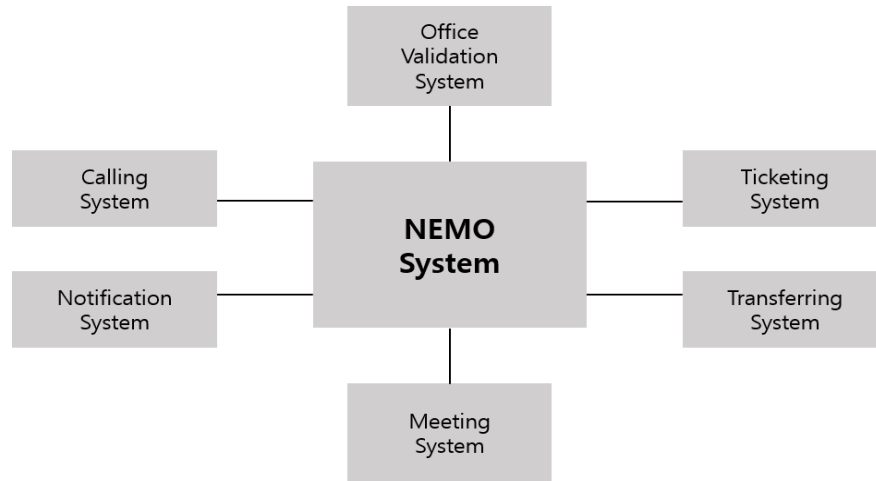 Office
Validation
System
Calling
System
Ticketing
System
NEMO
System
Notification
System
Transferring
System
Meeting
System